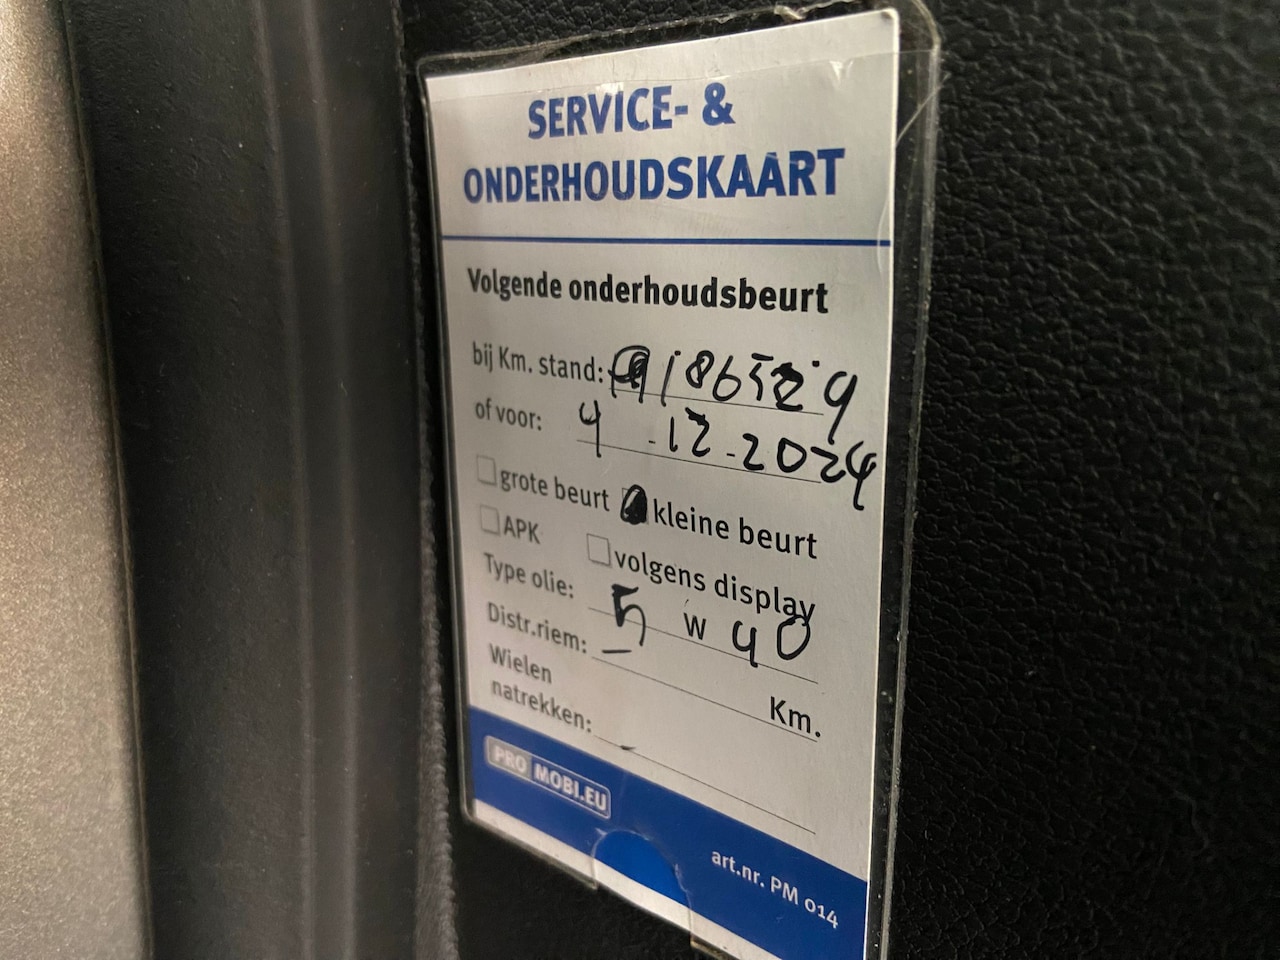 SERVICE- &
ONDERHOUDSKAART
Volgende onderhoudsbeurt
bij Km. stand: 186529
of voor: 4-12-2024
grote beurt kleine beurt
APK volgens display
Type olie: 5 W 40
Distr.riem: – Km.
Wielen
natrekken: –
PRO MOBI.EU
art.nr. PM 014